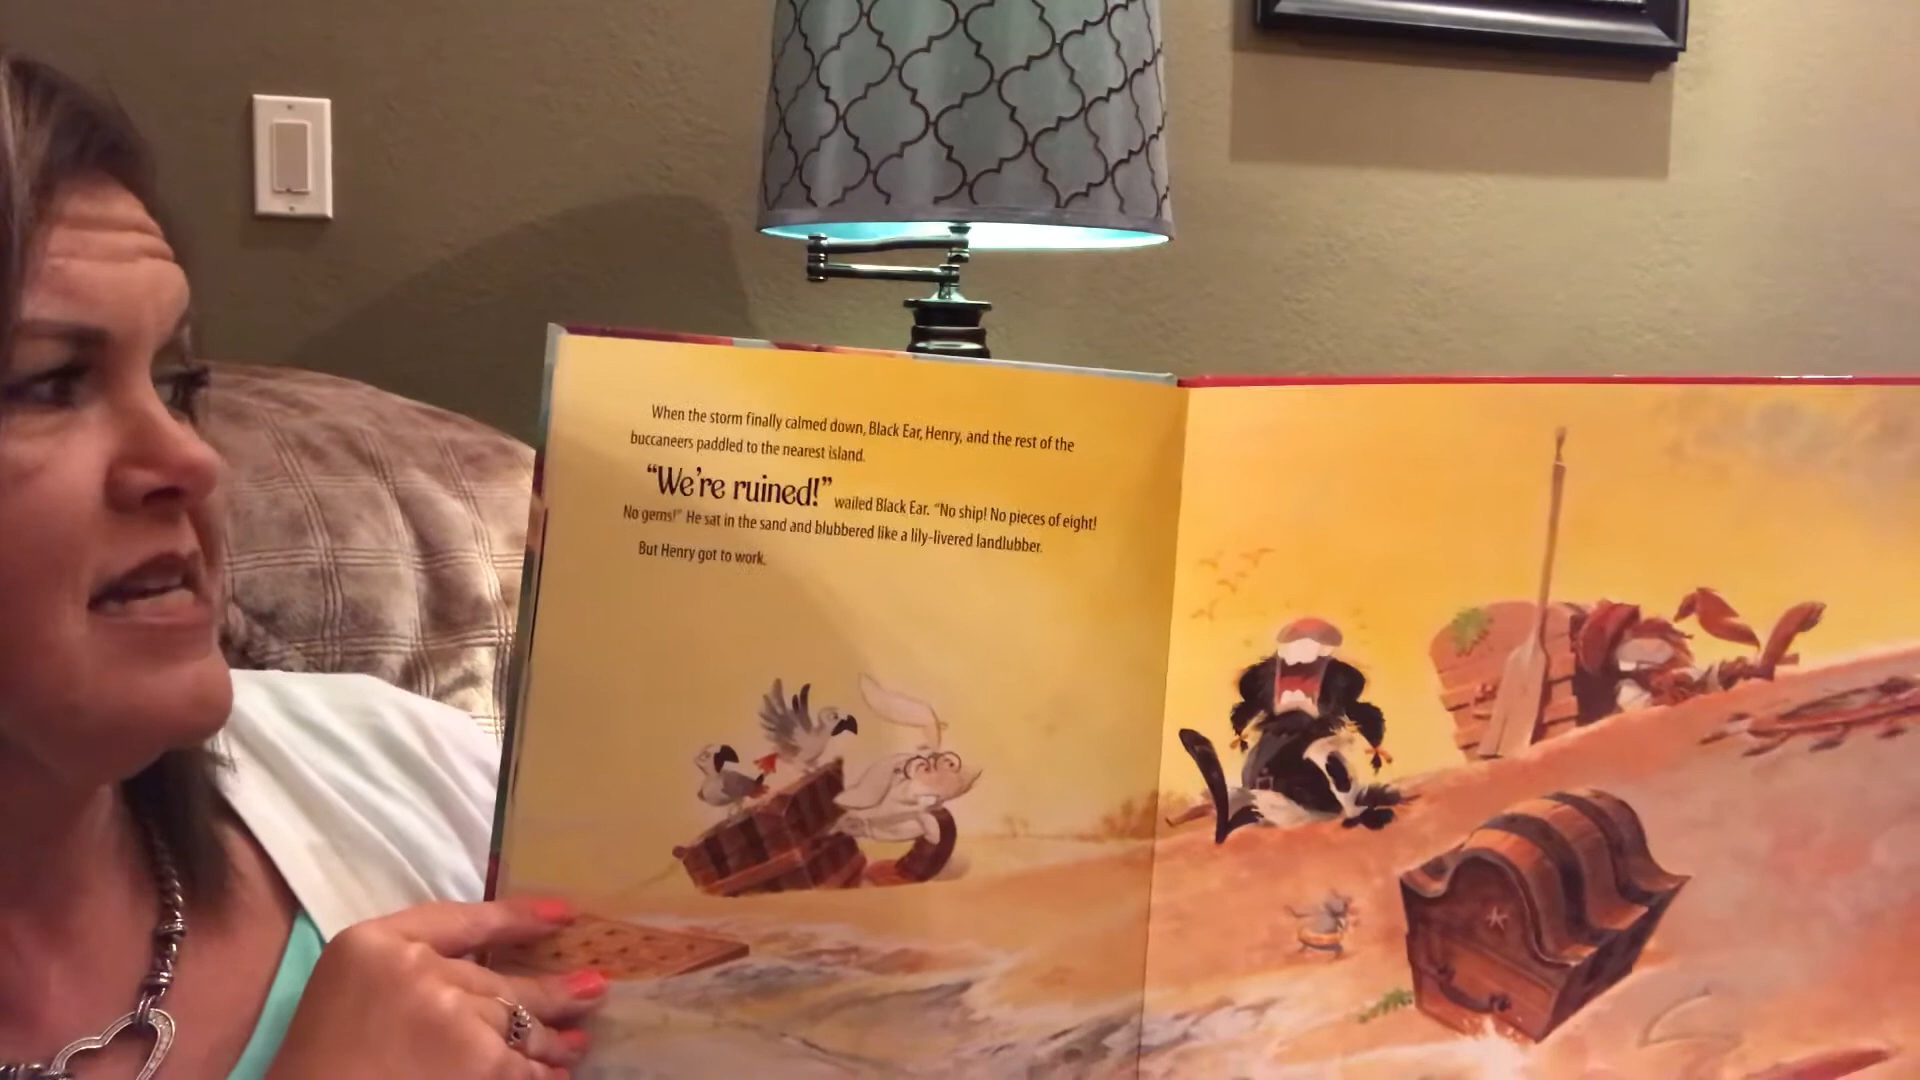 When the storm finally calmed down, Black Ear, Henry, and the rest of the
buccaneers paddled to the nearest island.
“We’re ruined!” wailed Black Ear. “No ship! No pieces of eight!
No gems!” He sat in the sand and blubbered like a lily-livered landlubber.
But Henry got to work.